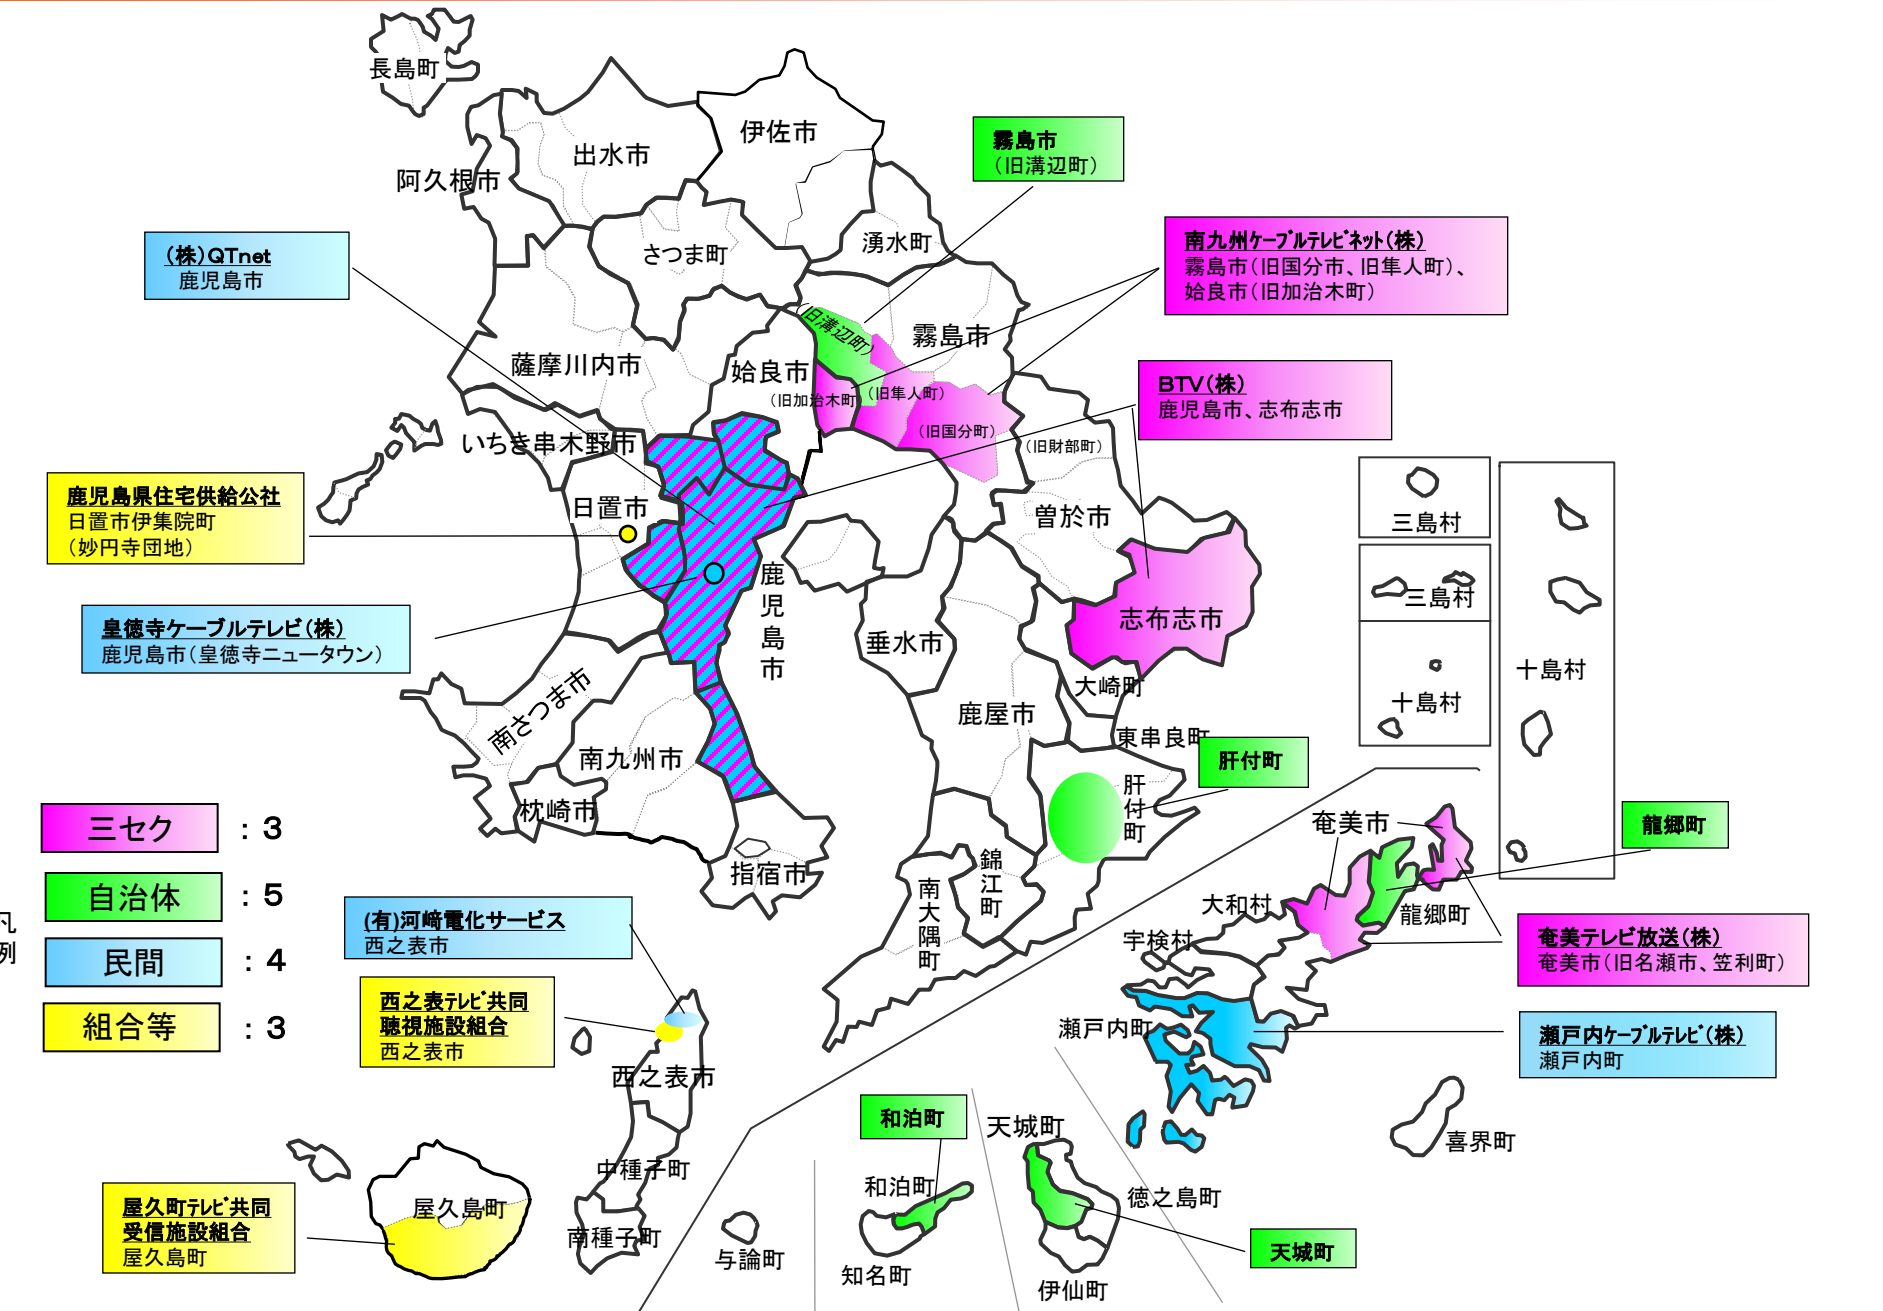 長島町
出水市
伊佐市
阿久根市
さつま町
湧水町
霧島市
(旧溝辺町)
(株)QTnet
鹿児島市
南九州ケーブルテレビネット(株)
霧島市(旧国分市、旧隼人町)、
姶良市(旧加治木町)
(旧溝辺町)
霧島市
薩摩川内市
姶良市
(旧加治木町)
(旧隼人町)
(旧国分町)
(旧財部町)
BTV(株)
鹿児島市、志布志市
いちき串木野市
鹿児島県住宅供給公社
日置市伊集院町
(妙円寺団地)
日置市
曽於市
三島村
三島村
十島村
十島村
鹿児島市
皇徳寺ケーブルテレビ(株)
鹿児島市(皇徳寺ニュータウン)
垂水市
志布志市
大崎町
南さつま市
鹿屋市
東串良町
肝付町
南九州市
肝付町
枕崎市
三セク :3
自治体 :5
民間 :4
組合等 :3
凡
例
指宿市
錦江町
南大隅町
奄美市
龍郷町
大和村
龍郷町
宇検村
奄美テレビ放送(株)
奄美市(旧名瀬市、笠利町)
(有)河﨑電化サービス
西之表市
西之表テレビ共同
聴視施設組合
西之表市
瀬戸内町
瀬戸内ケーブルテレビ(株)
瀬戸内町
西之表市
和泊町
天城町
喜界町
中種子町
和泊町
徳之島町
屋久町テレビ共同
受信施設組合
屋久島町
屋久島町
南種子町
与論町
知名町
天城町
伊仙町